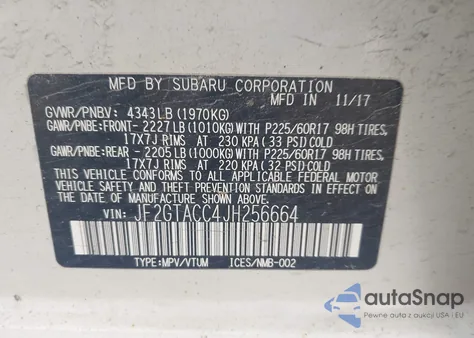 MFD BY SUBARU CORPORATION
MFD IN 11/17
GVWR/PNBV: 4343LB (1970KG)
GAWR/PNBE:FRONT- 2227LB (1010KG)WITH P225/60R17 98H TIRES,
17X7J RIMS AT 230 KPA (33 PSI)COLD
GAWR/PNBE:REAR - 2205LB (1000KG)WITH P225/60R17 98H TIRES,
17X7J RIMS AT 220 KPA (32 PSI)COLD
THIS VEHICLE CONFORMS TO ALL APPLICABLE FEDERAL MOTOR
VEHICLE SAFETY, BUMPER, AND THEFT PREVENTION STANDARDS IN EFFECT
ON THE DATE OF MANUFACTURE SHOWN ABOVE.
VIN: JF2GTACC4JH256664
TYPE:MPV/VTUM ICES/NMB-002
autoSnap
Pojazdy z aukcji USA i EU